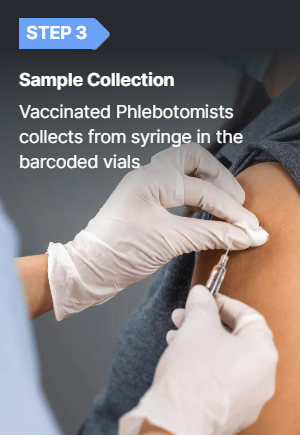 STEP 3
Sample Collection
Vaccinated Phlebotomists
collects from syringe in the
barcoded vials.